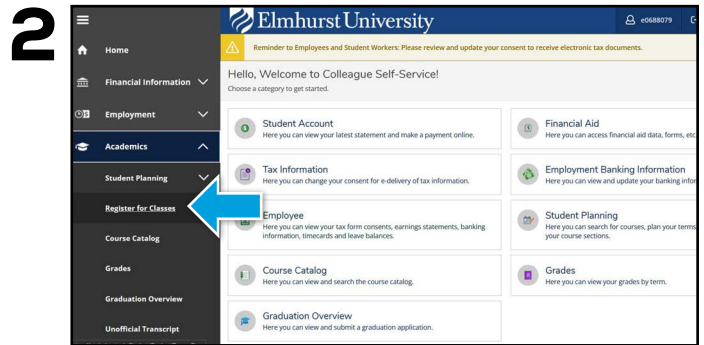 2
Elmhurst University
e0688079
Reminder to Employees and Student Workers: Please review and update your consent to receive electronic tax documents.
Home
Financial Information
Employment
Academics
Student Planning
Register for Classes
Course Catalog
Grades
Graduation Overview
Unofficial Transcript
Hello, Welcome to Colleague Self-Service!
Choose a category to get started.
Student Account
Here you can view your latest statement and make a payment online.
Financial Aid
Here you can access financial aid data, forms, etc.
Tax Information
Here you can change your consent for e-delivery of tax information.
Employment Banking Information
Here you can view and update your banking infor
Employee
Here you can view your tax form consents, earnings statements, banking
information, timecards and leave balances.
Student Planning
Here you can search for courses, plan your terms
your course sections.
Course Catalog
Here you can view and search the course catalog.
Grades
Here you can view your grades by term.
Graduation Overview
Here you can view and submit a graduation application.